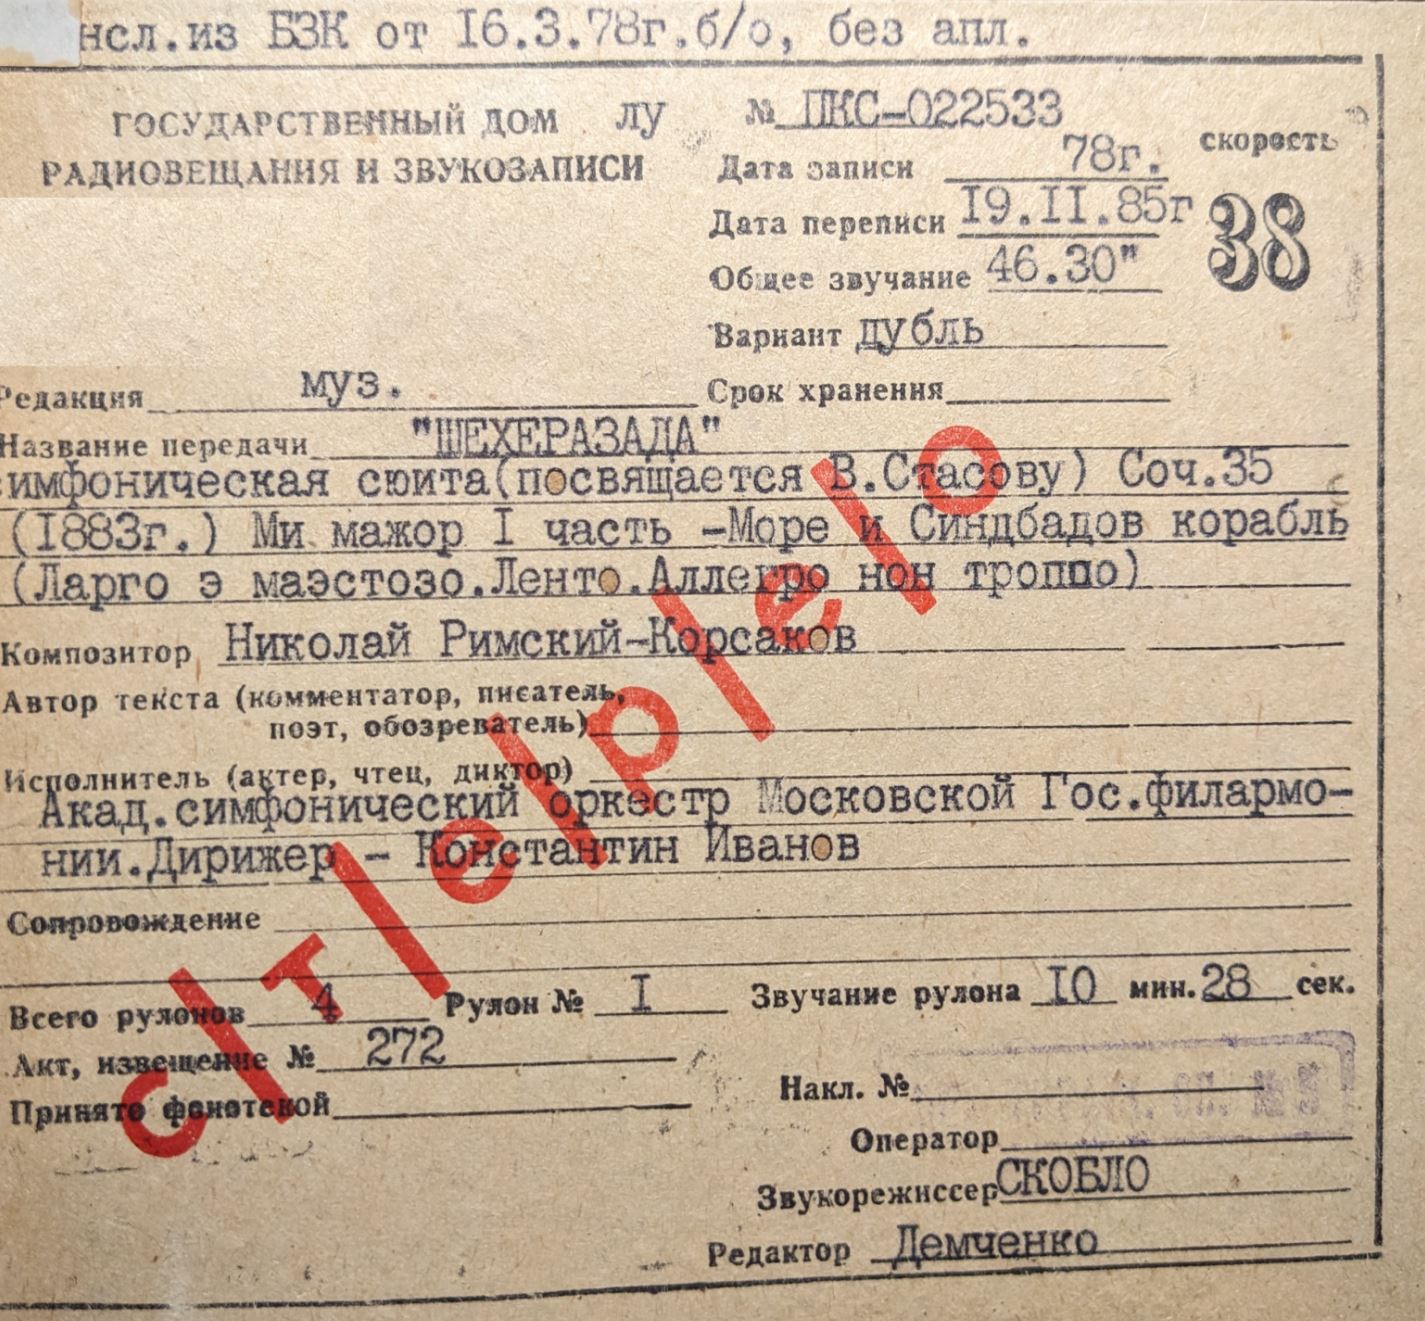 нсл.из БЗК от 16.3.78г.б/о, без апл.
ГОСУДАРСТВЕННЫЙ ДОМ ЛУ
РАДИОВЕЩАНИЯ И ЗВУКОЗАПИСИ
№ ПКС-022533
скорость
38
Дата записи 78г.
Дата переписи 19.II.85г
Общее звучание 46.30"
Вариант дубль
Редакция муз.
Срок хранения
Название передачи "ШЕХЕРАЗАДА"
симфоническая сюита(посвящается В.Стасову) Соч.35
(1883г.) Ми мажор I часть -Море и Синдбадов корабль
(Ларго э маэстозо.Ленто.Аллегро нон троппо)
Композитор Николай Римский-Корсаков
Автор текста (комментатор, писатель,
поэт, обозреватель)
Исполнитель (актер, чтец, диктор)
Акад.симфонический оркестр Московской Гос.филармо-
нии.Дирижер - Константин Иванов
Сопровождение
Всего рулонов 4 Рулон № I Звучание рулона 10 мин.28 сек.
Акт, извещение № 272
Накл. №
Принято фонотекой
Оператор
Звукорежиссер СКОБЛО
Редактор Демченко
с/т/е/р/е/о